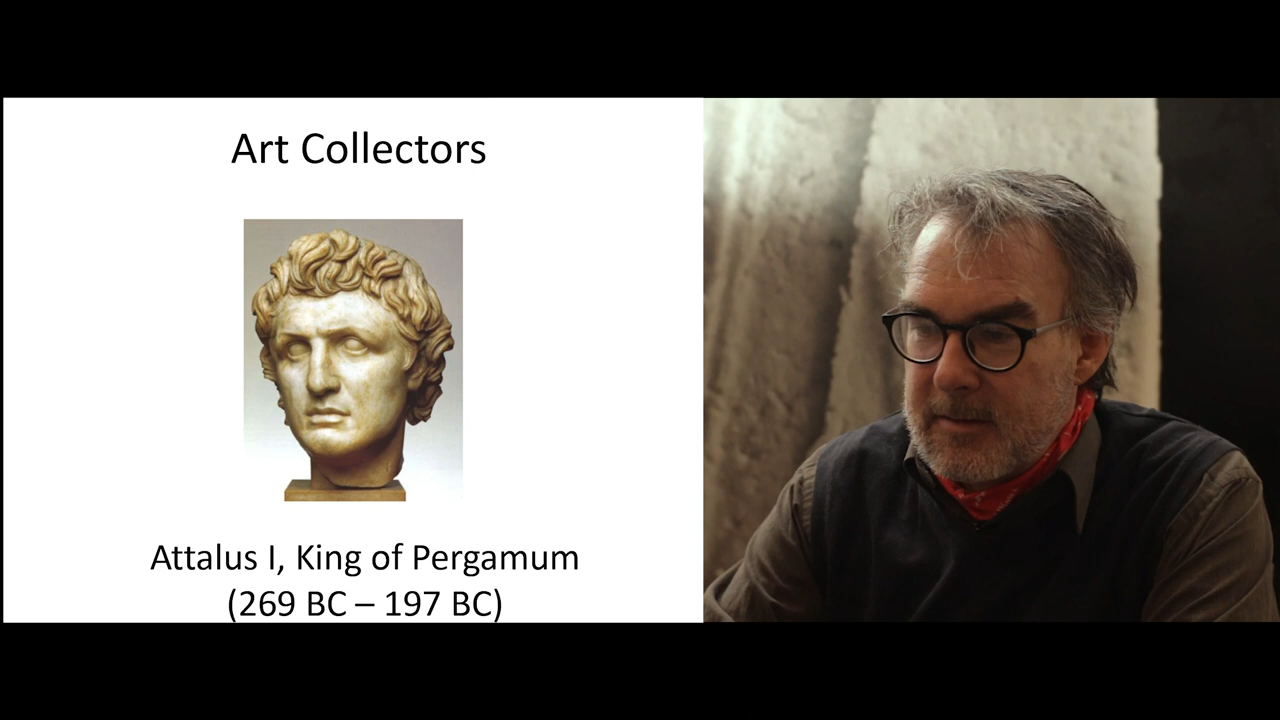 Art Collectors
Attalus I, King of Pergamum
(269 BC – 197 BC)